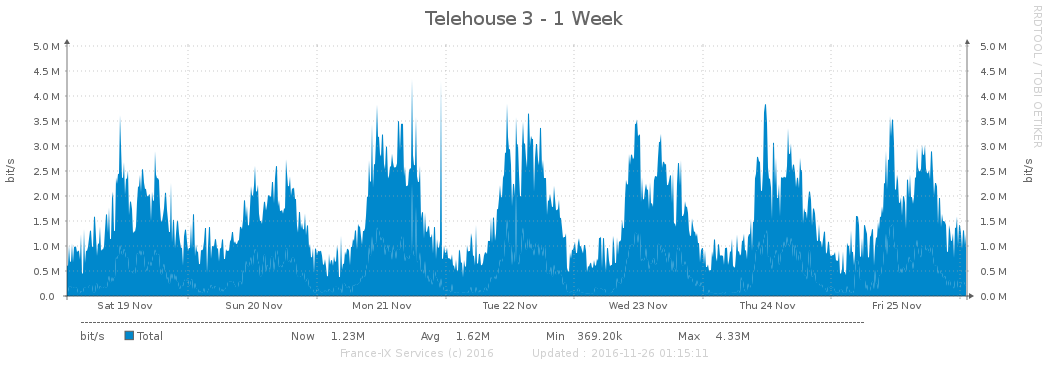 Telehouse 3 - 1 Week
RRDTOOL / TOBI OETIKER
5.0 M 5.0 M
4.5 M 4.5 M
4.0 M 4.0 M
3.5 M 3.5 M
3.0 M 3.0 M
2.5 M 2.5 M
2.0 M 2.0 M
1.5 M 1.5 M
1.0 M 1.0 M
0.5 M 0.5 M
0.0 0.0 M
bit/s bit/s
Sat 19 Nov Sun 20 Nov Mon 21 Nov Tue 22 Nov Wed 23 Nov Thu 24 Nov Fri 25 Nov
bit/s Total Now 1.23M Avg 1.62M Min 369.20k Max 4.33M
France-IX Services (c) 2016 Updated : 2016-11-26 01:15:11